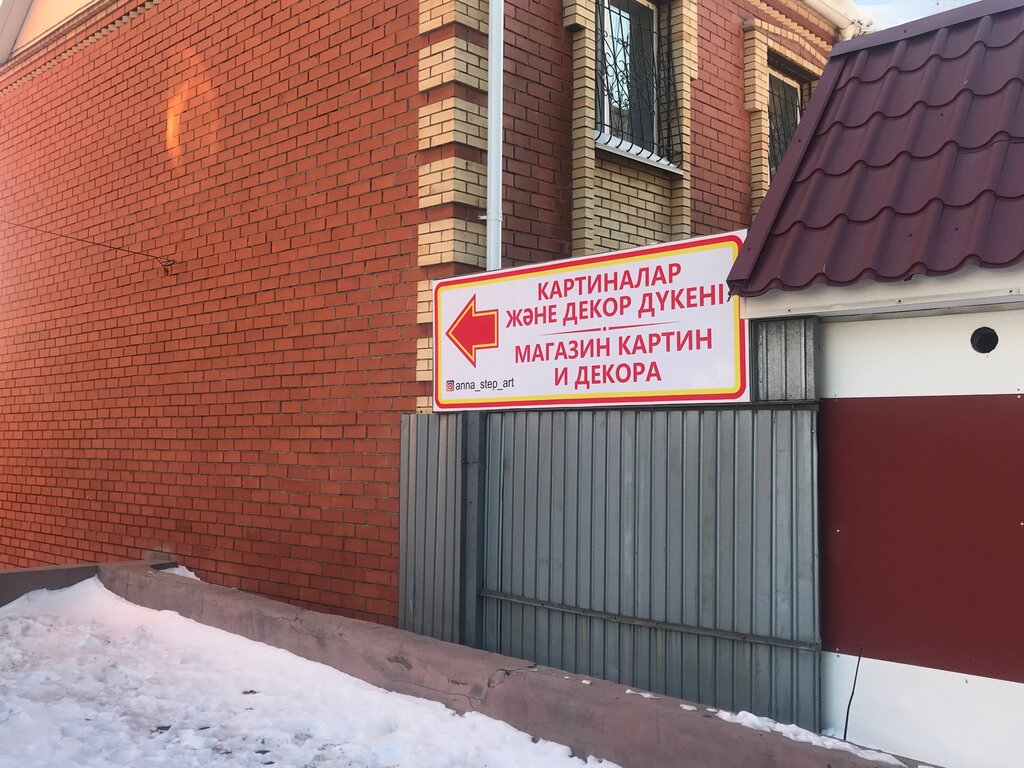 КАРТИНАЛАР
ЖӘНЕ ДЕКОР ДҮКЕНІ
МАГАЗИН КАРТИН
И ДЕКОРА
anna_step_art